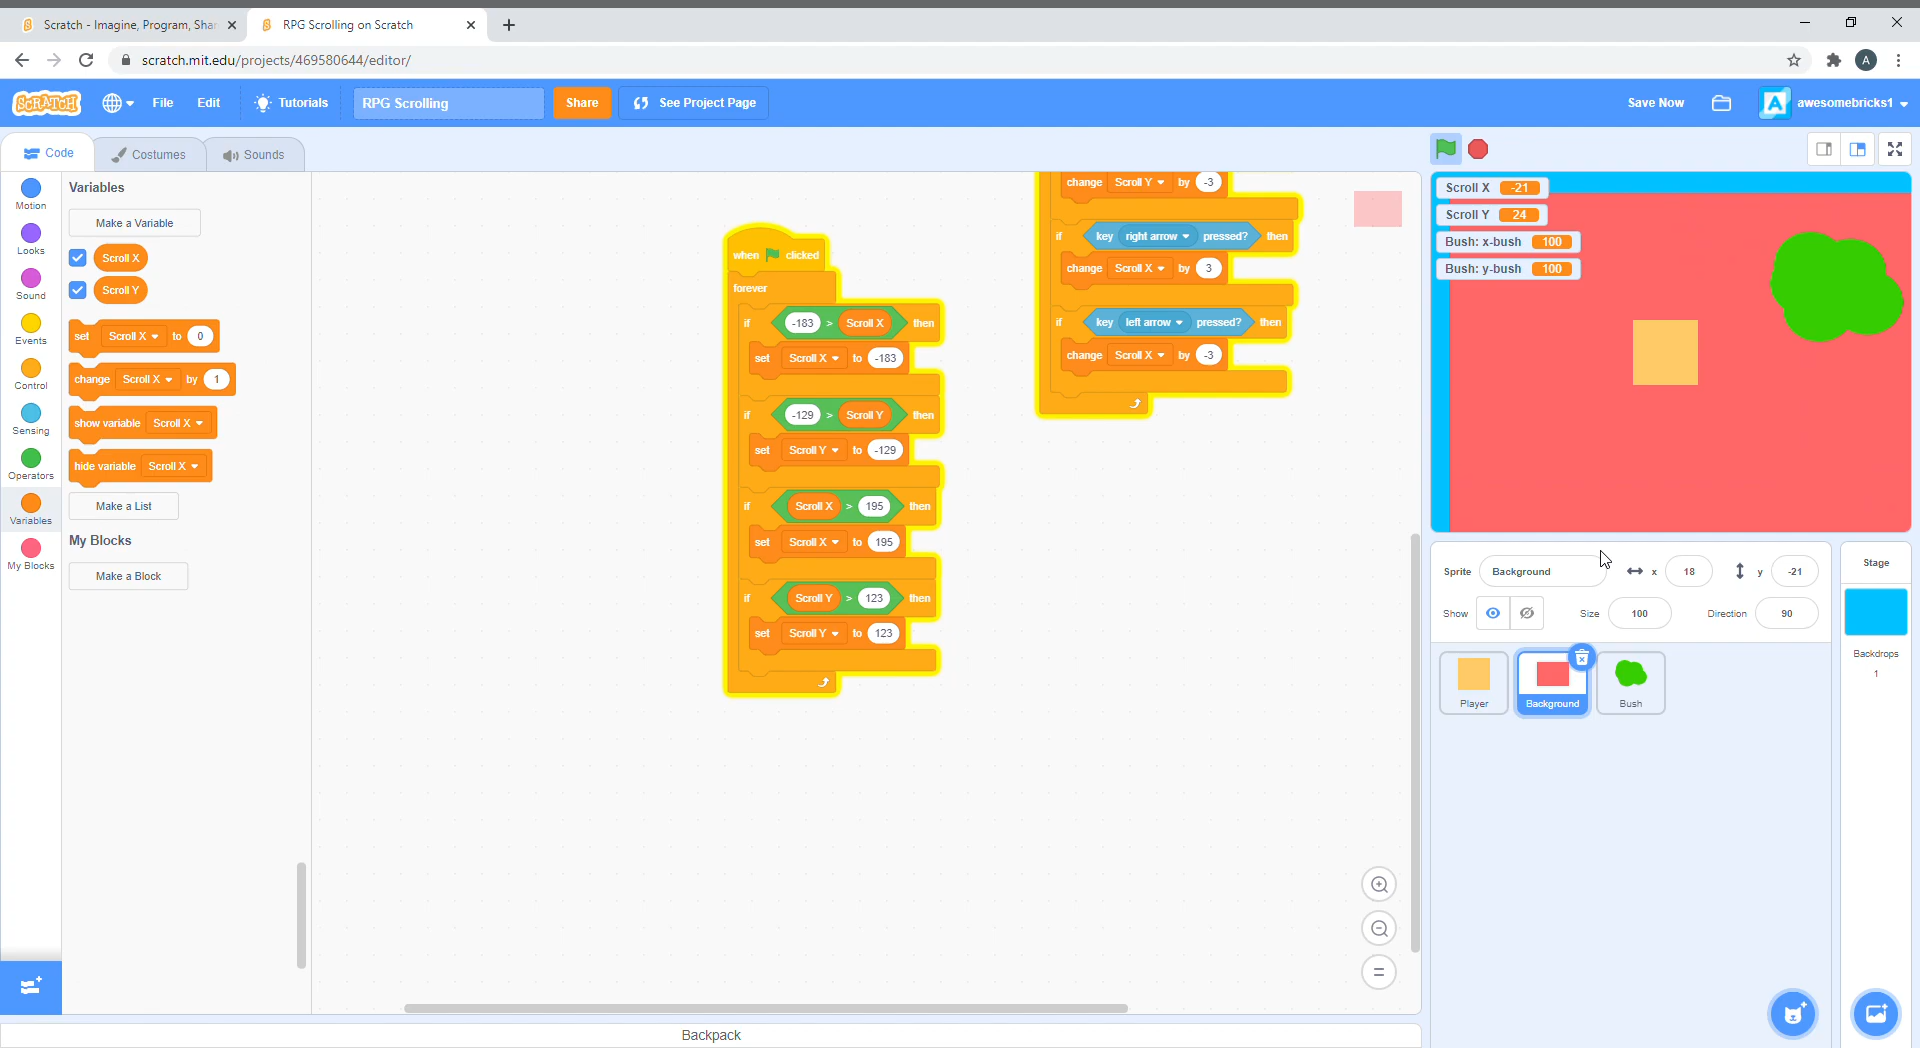 Scratch - Imagine, Program, Shar
RPG Scrolling on Scratch
scratch.mit.edu/projects/469580644/editor/
A
SCRATCH
File
Edit
Tutorials
RPG Scrolling
Share
See Project Page
Save Now
A
awesomebricks1
Code
Costumes
Sounds
Motion
Looks
Sound
Events
Control
Sensing
Operators
Variables
My Blocks
Variables
Make a Variable
Scroll X
Scroll Y
set Scroll X to 0
change Scroll X by 1
show variable Scroll X
hide variable Scroll X
Make a List
My Blocks
Make a Block
when clicked
forever
if -183 > Scroll X then
set Scroll X to -183
if -129 > Scroll Y then
set Scroll Y to -129
if Scroll X > 195 then
set Scroll X to 195
if Scroll Y > 123 then
set Scroll Y to 123
change Scroll Y by -3
if key right arrow pressed? then
change Scroll X by 3
if key left arrow pressed? then
change Scroll X by -3
Scroll X -21
Scroll Y 24
Bush: x-bush 100
Bush: y-bush 100
Sprite Background x 18 y -21
Show Size 100 Direction 90
Player
Background
Bush
Stage
Backdrops
1
Backpack